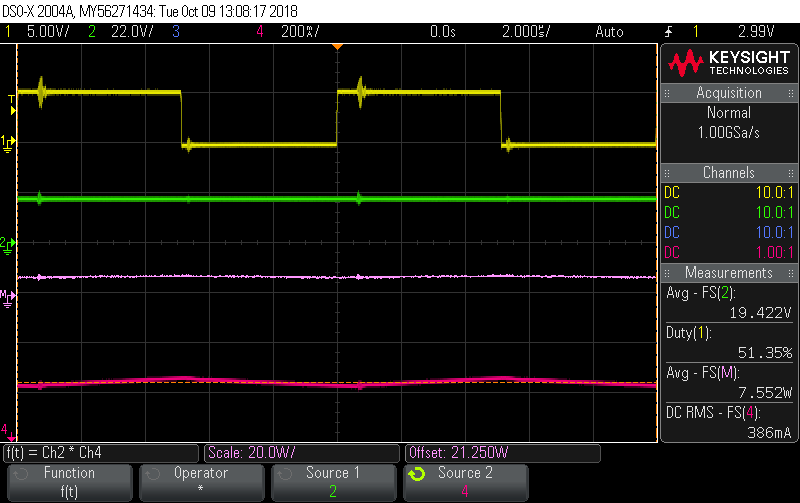 DSO-X 2004A, MY56271434: Tue Oct 09 13:08:17 2018
1 5.00V/ 2 22.0V/ 3 4 200%/ 0.0s 2.000%/ Auto 1 2.99V
KEYSIGHT
TECHNOLOGIES
Acquisition
Normal
1.00GSa/s
Channels
DC 10.0:1
DC 10.0:1
DC 10.0:1
DC 1.00:1
Measurements
Avg - FS(2):
19.422V
Duty(1):
51.35%
Avg - FS(M):
7.552W
DC RMS - FS(4):
386mA
T
1
2
M
4
f(t) = Ch2 * Ch4 Scale: 20.0W/ Offset: 21.250W
Function Operator Source 1 Source 2
f(t) * 2 4